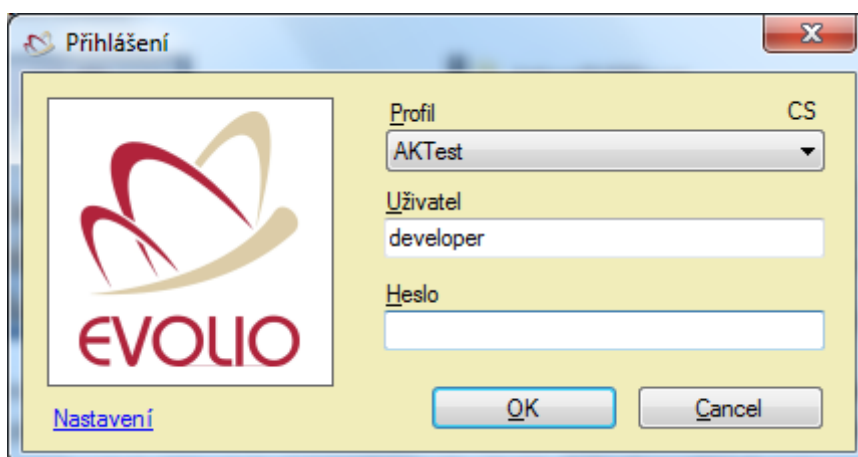 Přihlášení
Profil CS
AKTest
Uživatel
developer
Heslo
EVOLIO
Nastavení
OK Cancel